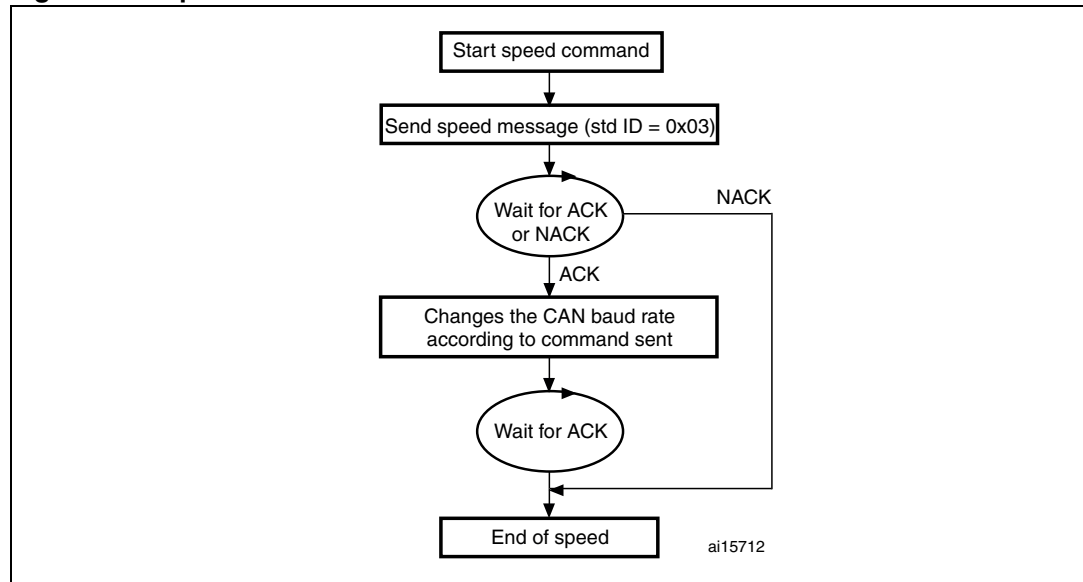 Start speed command
Send speed message (std ID = 0x03)
Wait for ACK
or NACK
NACK
ACK
Changes the CAN baud rate
according to command sent
Wait for ACK
End of speed
ai15712